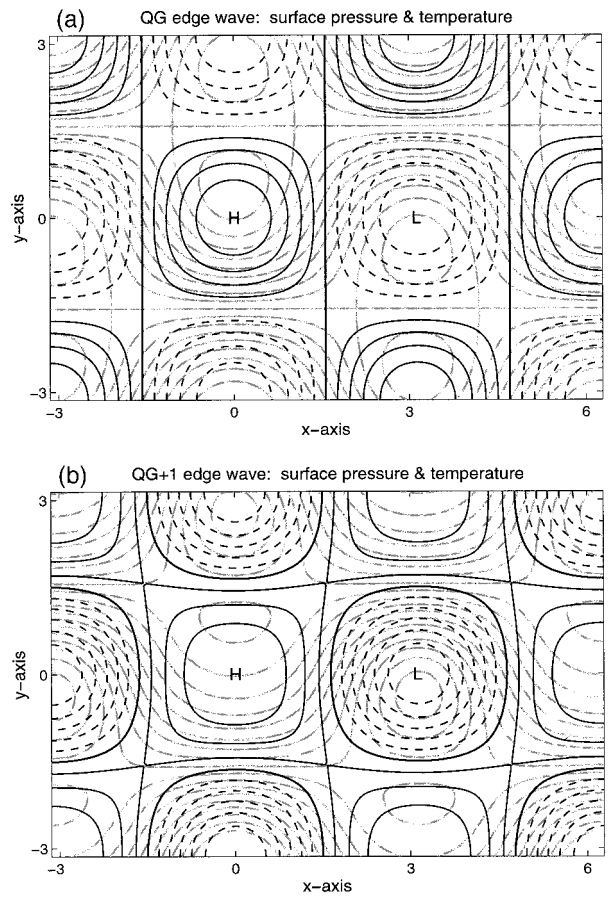 (a) QG edge wave: surface pressure & temperature
3
H L
0
y-axis
-3
-3 0 3 6
x-axis
(b) QG+1 edge wave: surface pressure & temperature
3
H L
0
y-axis
-3
-3 0 3 6
x-axis